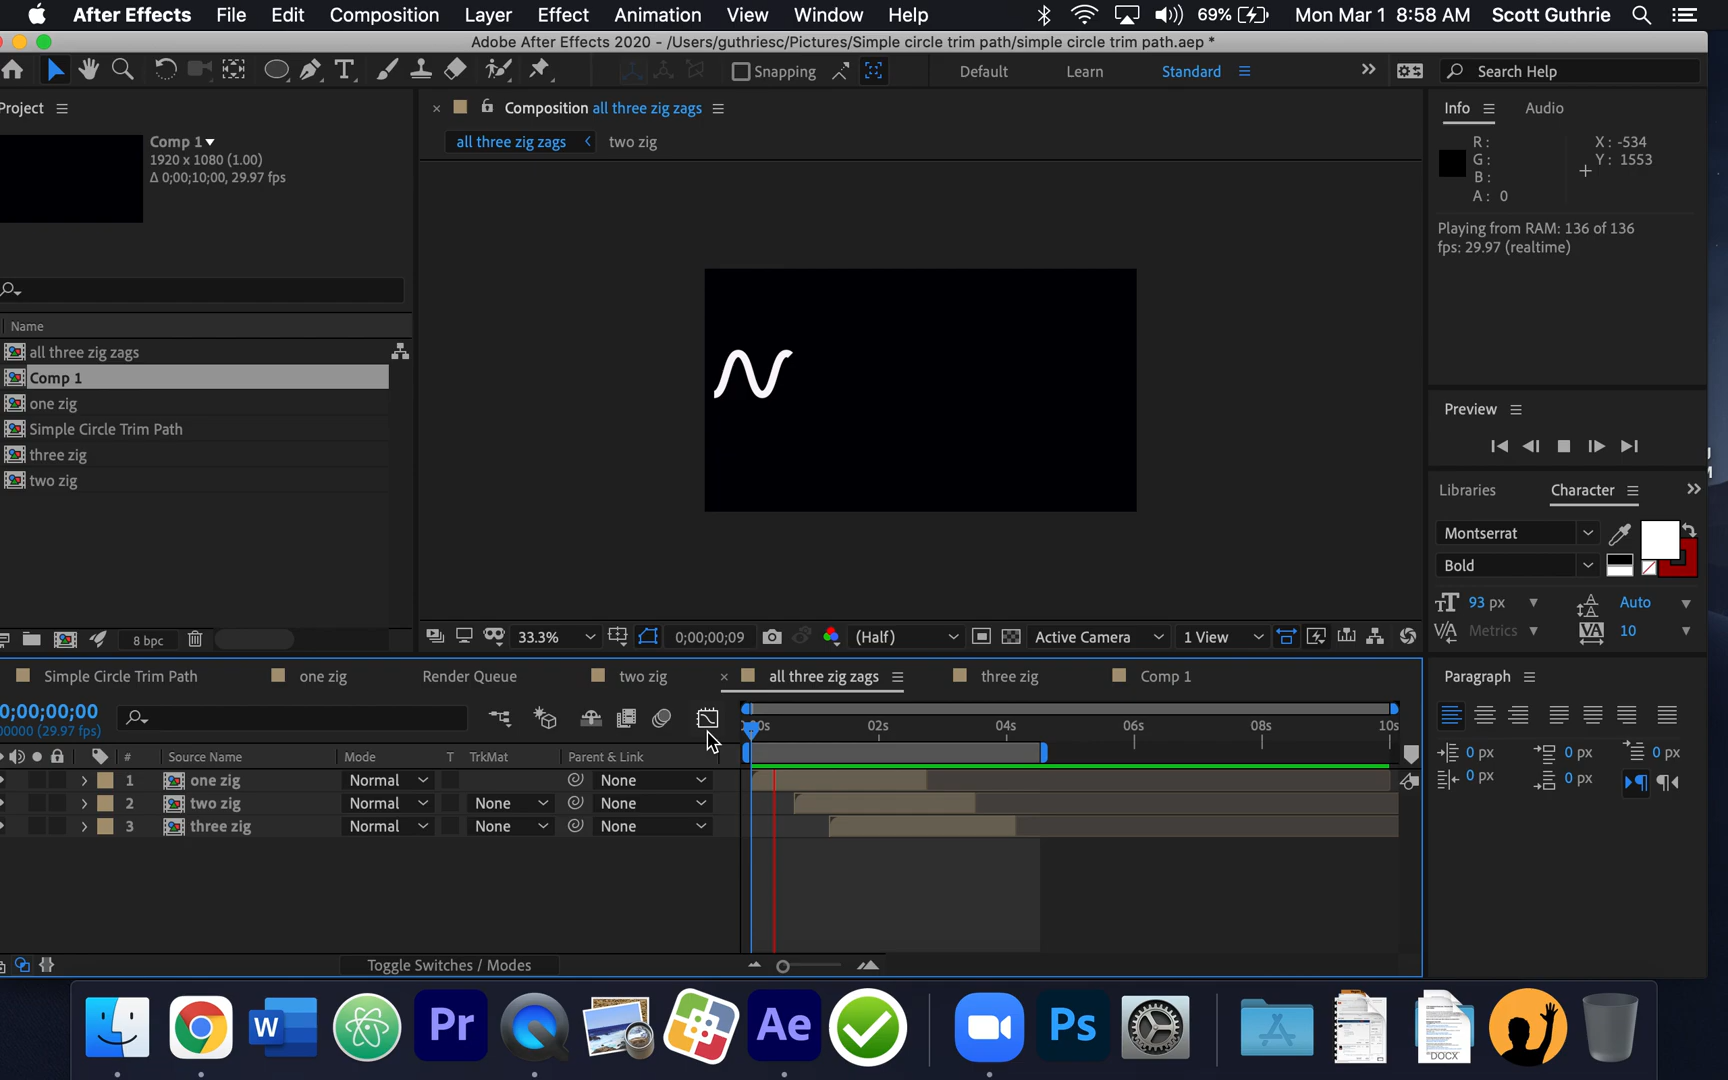 After Effects File Edit Composition Layer Effect Animation View Window Help 69% Mon Mar 1 8:58 AM Scott Guthrie
Adobe After Effects 2020 - /Users/guthriesc/Pictures/Simple circle trim path/simple circle trim path.aep *
Snapping Default Learn Standard Search Help
Project
Composition all three zig zags
Info Audio
Comp 1
all three zig zags two zig
R :
G :
B :
A : 0
X : -534
Y : 1553
1920 x 1080 (1.00)
Δ 0;00;10;00, 29.97 fps
Playing from RAM: 136 of 136
fps: 29.97 (realtime)
Name
all three zig zags
Comp 1
one zig
Simple Circle Trim Path
three zig
two zig
Preview
Libraries Character
Montserrat
Bold
93 px Auto
Metrics 10
8 bpc
33.3% 0;00;00;09 (Half) Active Camera 1 View
Simple Circle Trim Path one zig Render Queue two zig all three zig zags three zig Comp 1
Paragraph
0;00;00;00
(29.97 fps)
02s 04s 06s 08s 10s
# Source Name Mode T TrkMat Parent & Link
1 one zig Normal None
2 two zig Normal None None
3 three zig Normal None None
0 px 0 px 0 px
0 px 0 px
Toggle Switches / Modes
W Pr Ae Ps DOCX